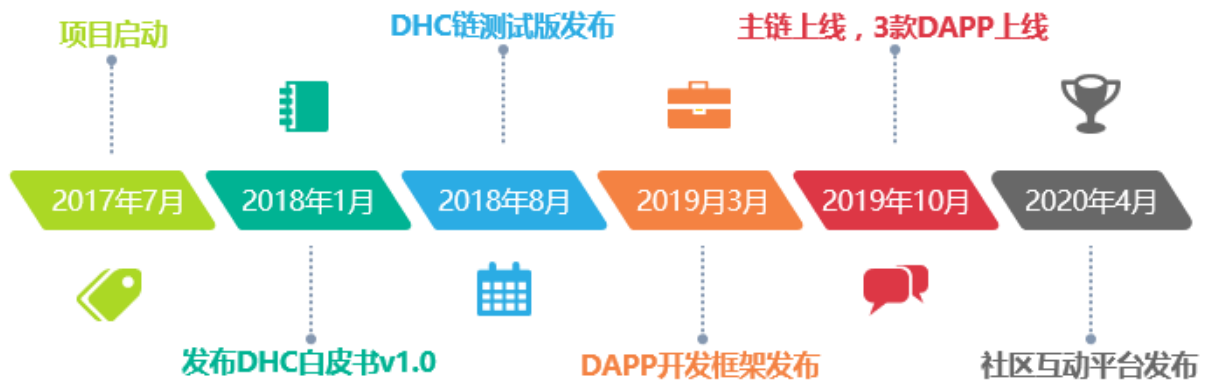 项目启动
DHC链测试版发布
主链上线，3款DAPP上线
2017年7月
2018年1月
2018年8月
2019月3月
2019年10月
2020年4月
发布DHC白皮书v1.0
DAPP开发框架发布
社区互动平台发布